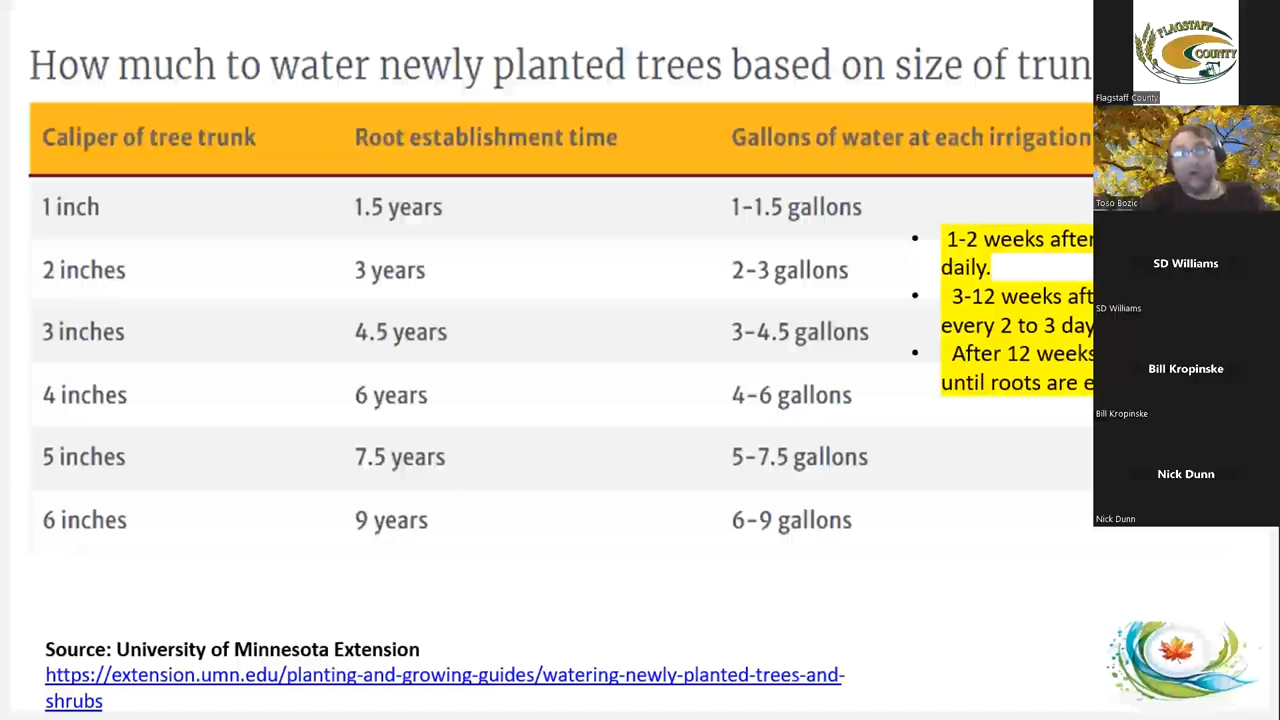 How much to water newly planted trees based on size of trun
Caliper of tree trunk Root establishment time Gallons of water at each irrigation
1 inch 1.5 years 1-1.5 gallons
2 inches 3 years 2-3 gallons
3 inches 4.5 years 3-4.5 gallons
4 inches 6 years 4-6 gallons
5 inches 7.5 years 5-7.5 gallons
6 inches 9 years 6-9 gallons
• 1-2 weeks after
daily.
• 3-12 weeks aft
every 2 to 3 day
• After 12 weeks
until roots are e
Source: University of Minnesota Extension
https://extension.umn.edu/planting-and-growing-guides/watering-newly-planted-trees-and-
shrubs
FLAGSTAFF
COUNTY
Flagstaff County
Toso Bozic
SD Williams
SD Williams
Bill Kropinske
Bill Kropinske
Nick Dunn
Nick Dunn